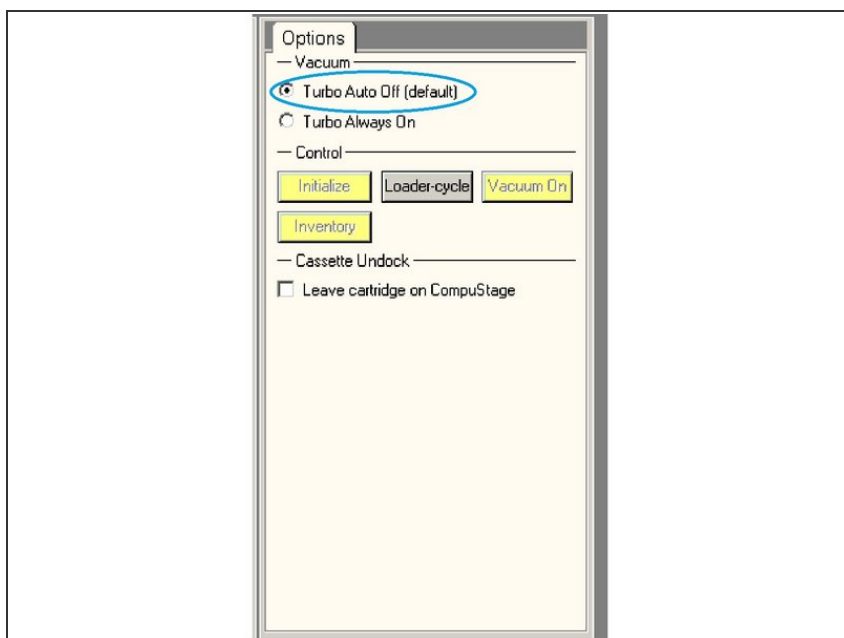 Options
Vacuum
Turbo Auto Off (default)
Turbo Always On
Control
Initialize Loader-cycle Vacuum On
Inventory
Cassette Undock
Leave cartridge on CompuStage